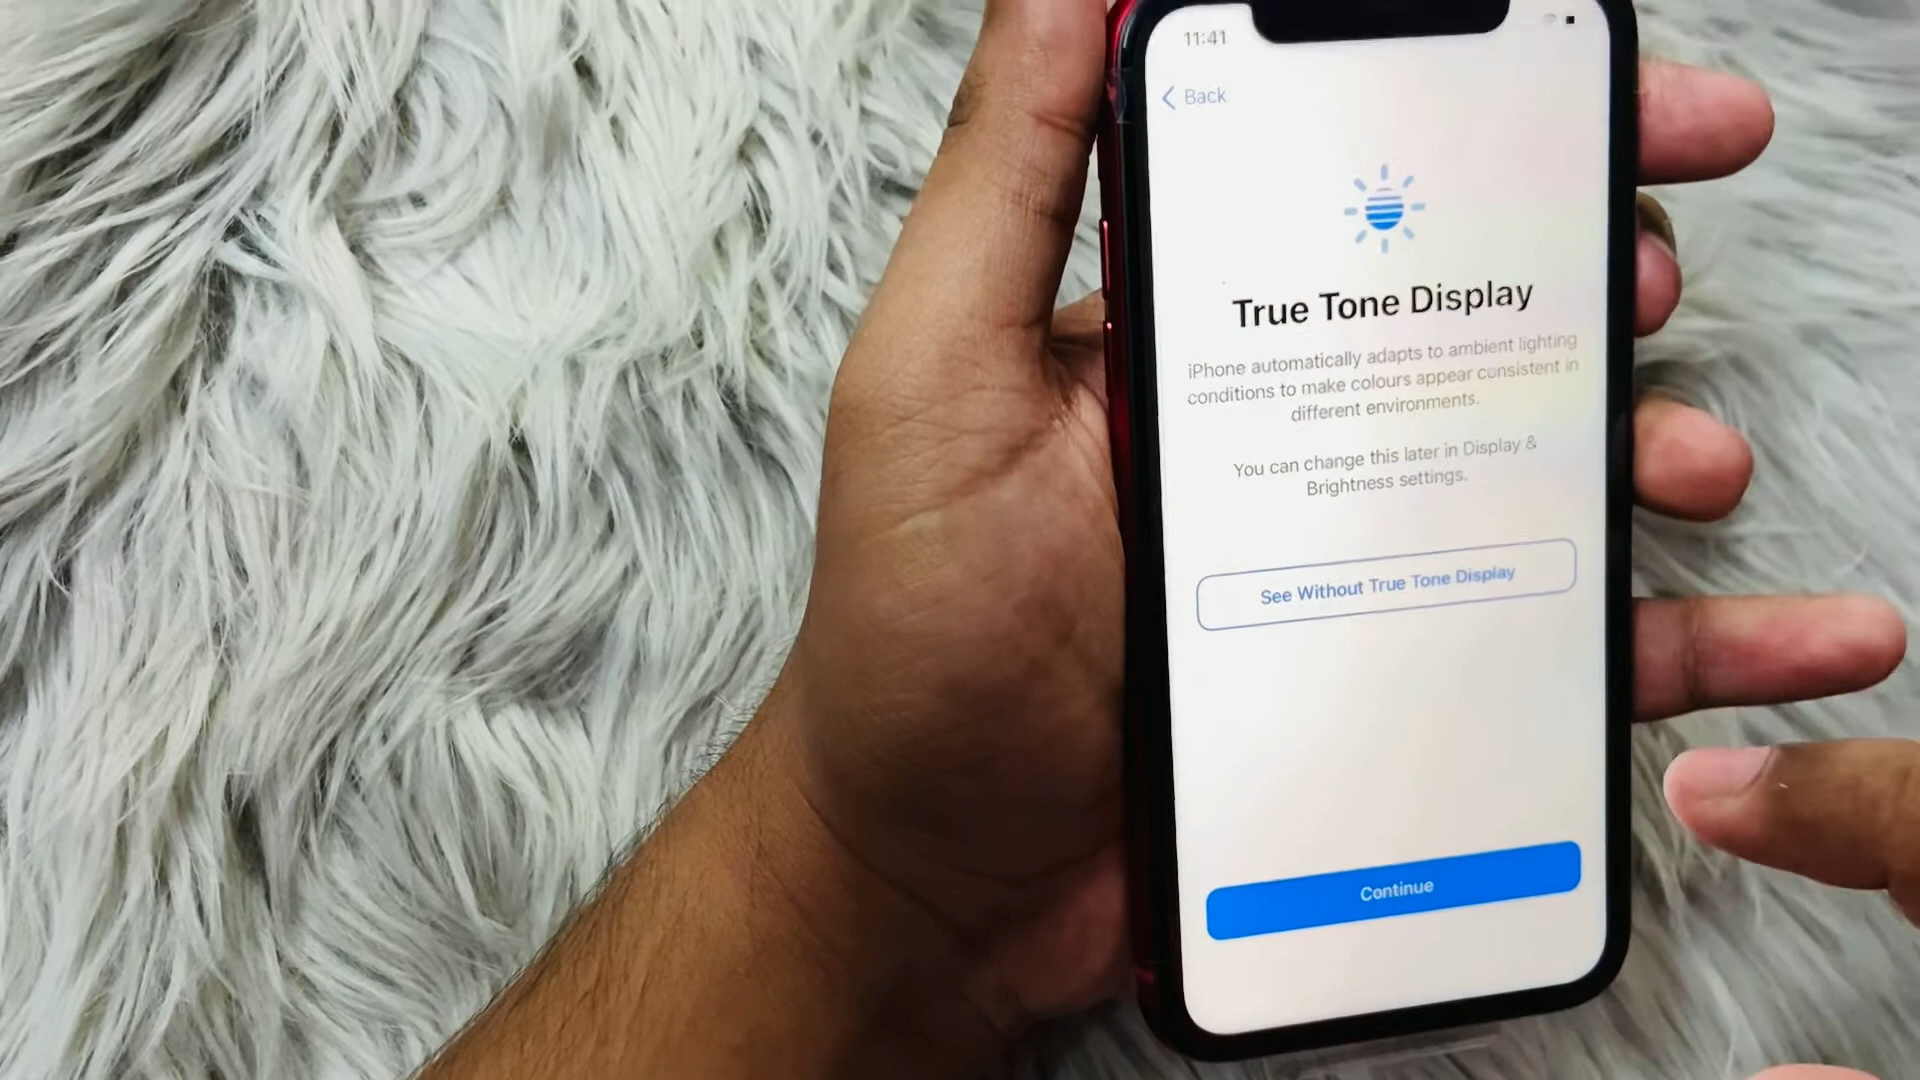 11:41
Back
True Tone Display
iPhone automatically adapts to ambient lighting
conditions to make colours appear consistent in
different environments.
You can change this later in Display &
Brightness settings.
See Without True Tone Display
Continue